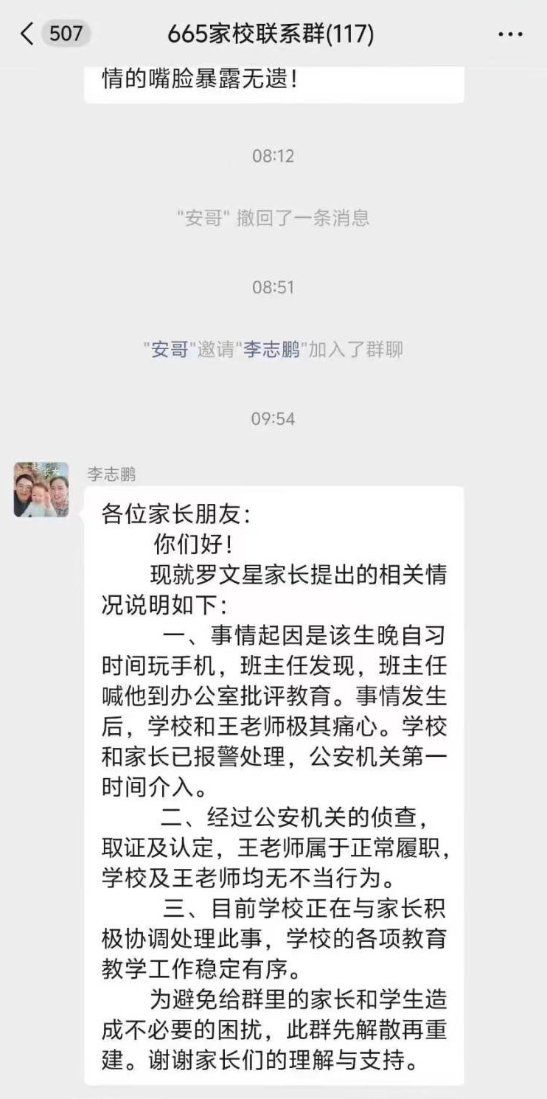 507
665家校联系群(117)
情的嘴脸暴露无遗！
08:12
"安哥" 撤回了一条消息
08:51
"安哥"邀请"李志鹏"加入了群聊
09:54
李志鹏
各位家长朋友：
你们好！
现就罗文星家长提出的相关情
况说明如下：
一、事情起因是该生晚自习
时间玩手机，班主任发现，班主任
喊他到办公室批评教育。事情发生
后，学校和王老师极其痛心。学校
和家长已报警处理，公安机关第一
时间介入。
二、经过公安机关的侦查，
取证及认定，王老师属于正常履职，
学校及王老师均无不当行为。
三、目前学校正在与家长积
极协调处理此事，学校的各项教育
教学工作稳定有序。
为避免给群里的家长和学生造
成不必要的困扰，此群先解散再重
建。谢谢家长们的理解与支持。